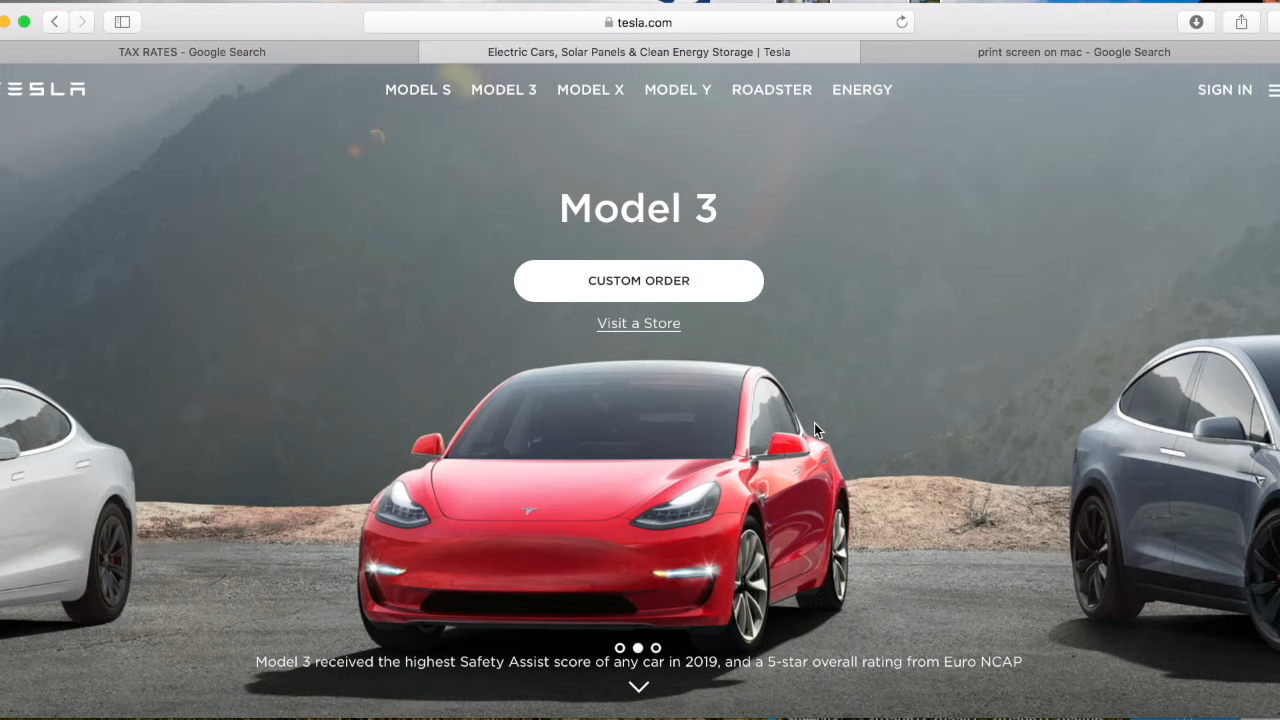 tesla.com
TAX RATES - Google Search
Electric Cars, Solar Panels & Clean Energy Storage | Tesla
print screen on mac - Google Search
TESLA
MODEL S MODEL 3 MODEL X MODEL Y ROADSTER ENERGY
SIGN IN
Model 3
CUSTOM ORDER
Visit a Store
Model 3 received the highest Safety Assist score of any car in 2019, and a 5-star overall rating from Euro NCAP